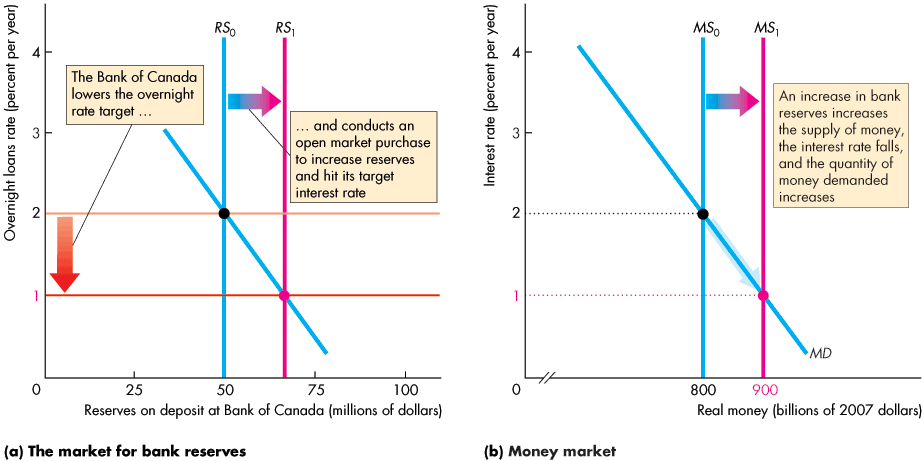 Overnight loans rate (percent per year)
4
3
2
1
0
RS0
RS1
The Bank of Canada
lowers the overnight
rate target …
… and conducts an
open market purchase
to increase reserves
and hit its target
interest rate
25
50
75
100
Reserves on deposit at Bank of Canada (millions of dollars)
(a) The market for bank reserves
Interest rate (percent per year)
4
3
2
1
0
MS0
MS1
An increase in bank
reserves increases
the supply of money,
the interest rate falls,
and the quantity of
money demanded
increases
MD
800
900
Real money (billions of 2007 dollars)
(b) Money market